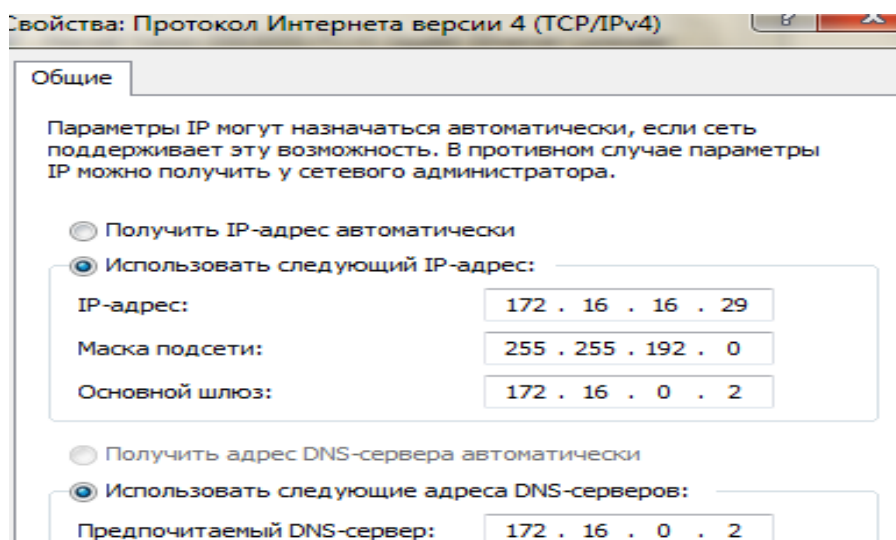 Свойства: Протокол Интернета версии 4 (TCP/IPv4)
Общие
Параметры IP могут назначаться автоматически, если сеть
поддерживает эту возможность. В противном случае параметры
IP можно получить у сетевого администратора.
Получить IP-адрес автоматически
Использовать следующий IP-адрес:
IP-адрес: 172 . 16 . 16 . 29
Маска подсети: 255 . 255 . 192 . 0
Основной шлюз: 172 . 16 . 0 . 2
Получить адрес DNS-сервера автоматически
Использовать следующие адреса DNS-серверов:
Предпочитаемый DNS-сервер: 172 . 16 . 0 . 2